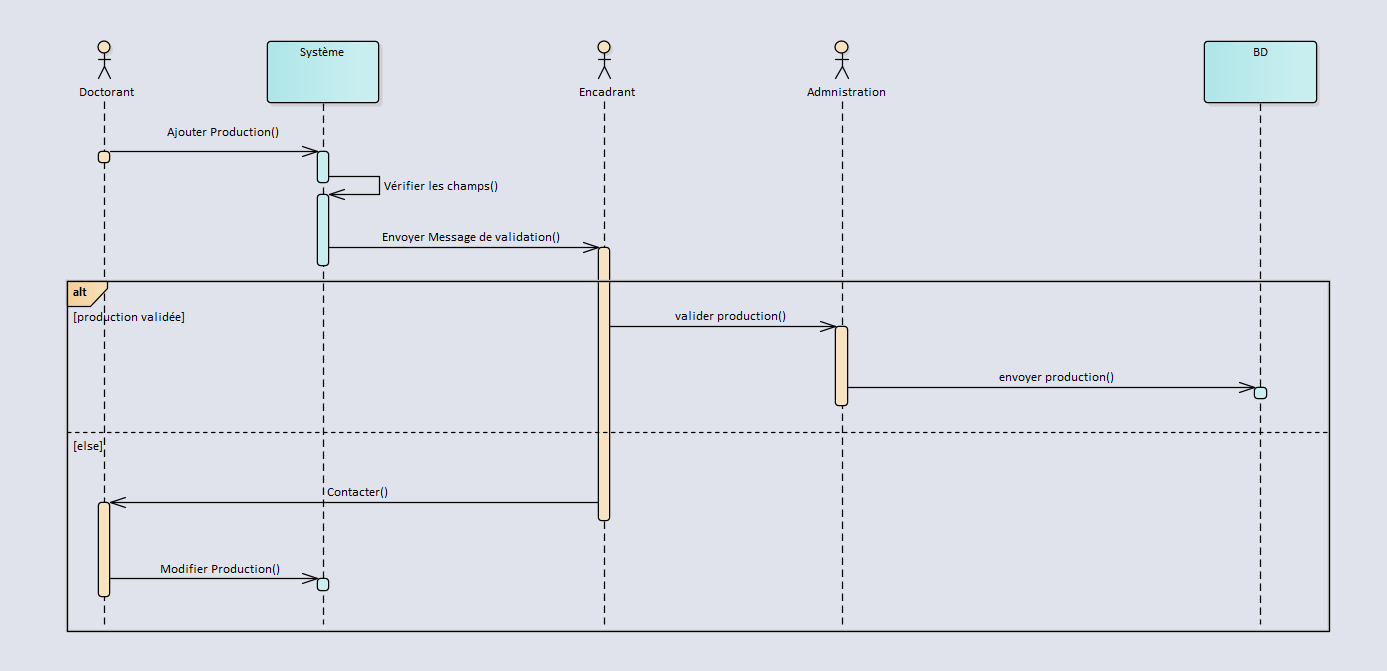 Système
BD
Doctorant
Encadrant
Admnistration
Ajouter Production()
Vérifier les champs()
Envoyer Message de validation()
alt
[production validée]
valider production()
envoyer production()
[else]
Contacter()
Modifier Production()